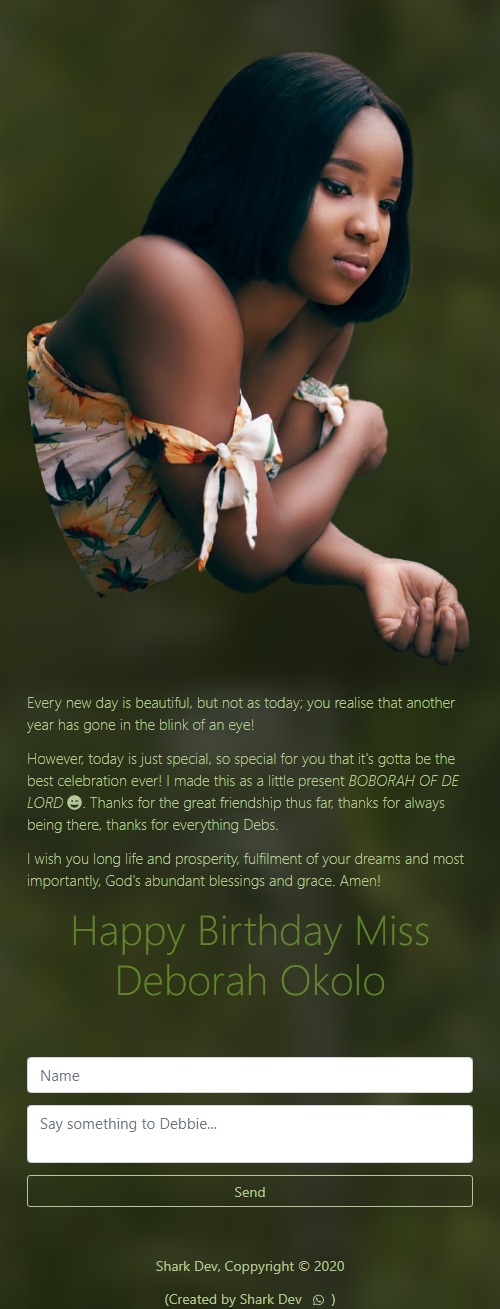 Every new day is beautiful, but not as today; you realise that another
year has gone in the blink of an eye!
However, today is just special, so special for you that it's gotta be the
best celebration ever! I made this as a little present BOBORAH OF DE
LORD 😀. Thanks for the great friendship thus far, thanks for always
being there, thanks for everything Debs.
I wish you long life and prosperity, fulfilment of your dreams and most
importantly, God's abundant blessings and grace. Amen!
Happy Birthday Miss
Deborah Okolo
Name
Say something to Debbie...
Send
Shark Dev, Coppyright © 2020
(Created by Shark Dev )